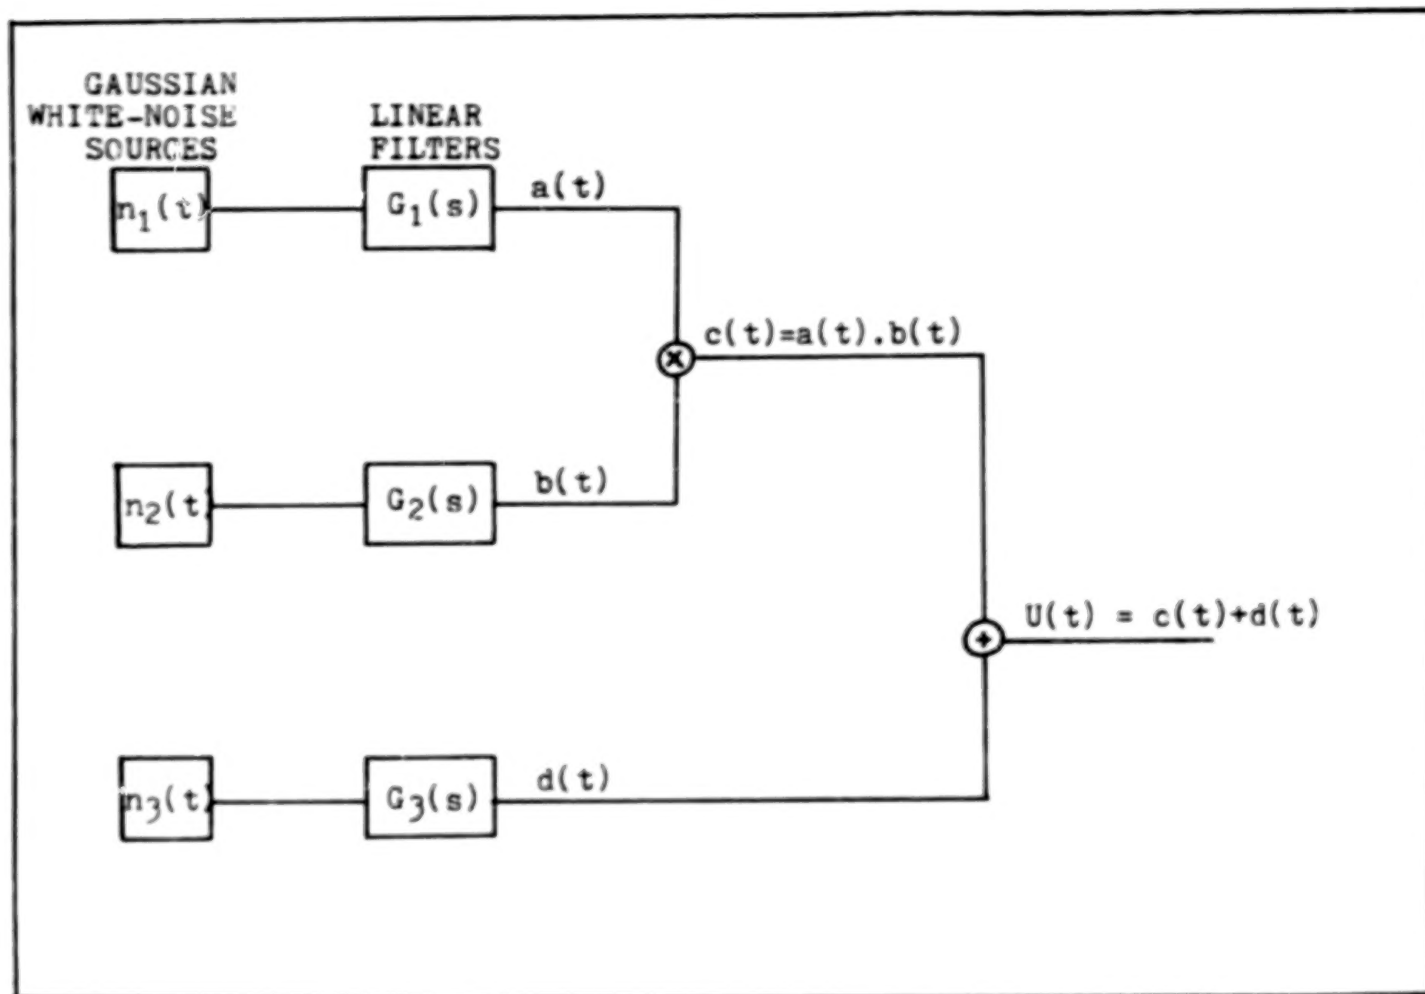 GAUSSIAN
WHITE-NOISE
SOURCES
LINEAR
FILTERS
n₁(t)
G₁(s)
a(t)
c(t)=a(t).b(t)
n₂(t)
G₂(s)
b(t)
U(t) = c(t)+d(t)
n₃(t)
G₃(s)
d(t)